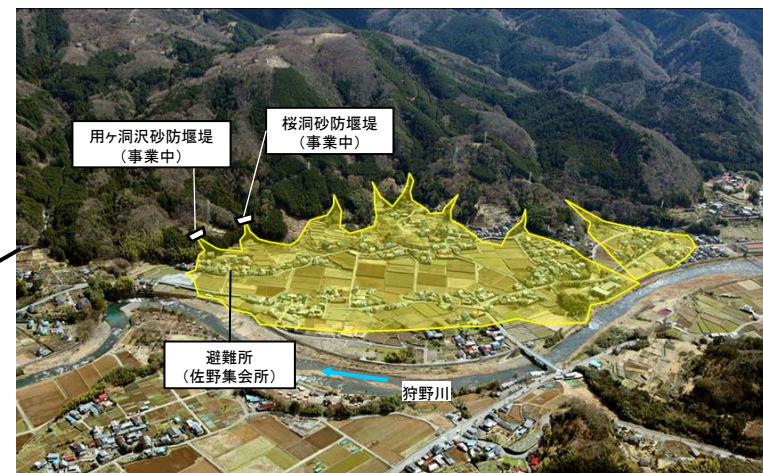 用ヶ洞沢砂防堰堤
（事業中）
桜洞砂防堰堤
（事業中）
避難所
（佐野集会所）
狩野川